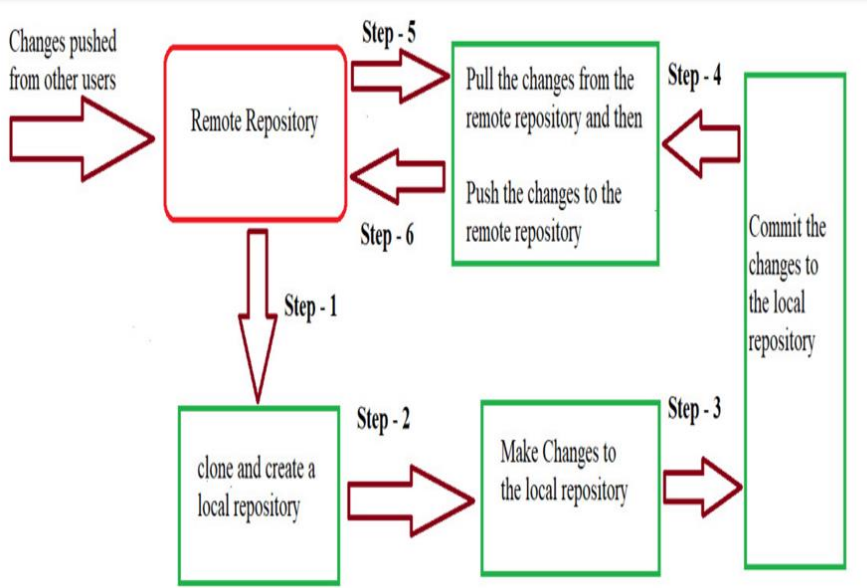 Changes pushed
from other users
Remote Repository
Step - 5
Pull the changes from the
remote repository and then
Push the changes to the
remote repository
Step - 4
Step - 6
Commit the
changes to
the local
repository
Step - 1
clone and create a
local repository
Step - 2
Make Changes to
the local repository
Step - 3